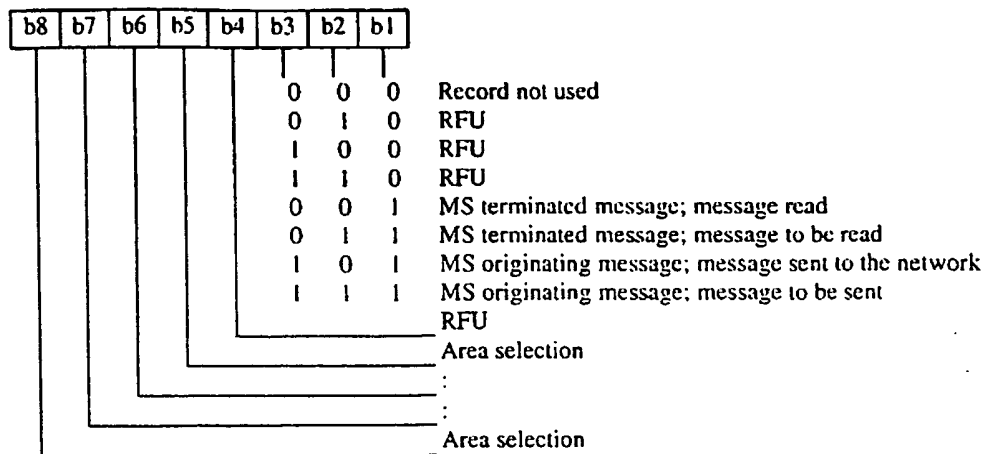 b8 b7 b6 b5 b4 b3 b2 b1
0 0 0 Record not used
0 1 0 RFU
1 0 0 RFU
1 1 0 RFU
0 0 1 MS terminated message; message read
0 1 1 MS terminated message; message to be read
1 0 1 MS originating message; message sent to the network
1 1 1 MS originating message; message to be sent
RFU
Area selection
:
:
Area selection